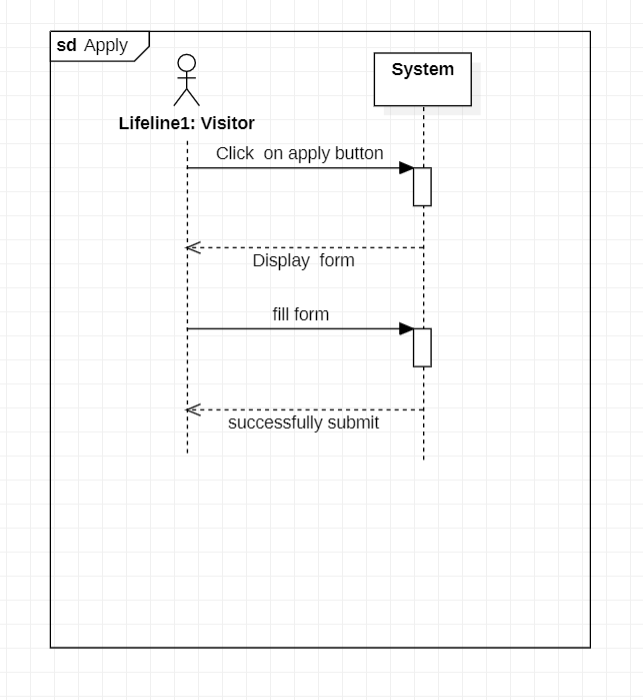 sd Apply
System
Lifeline1: Visitor
Click on apply button
Display form
fill form
successfully submit